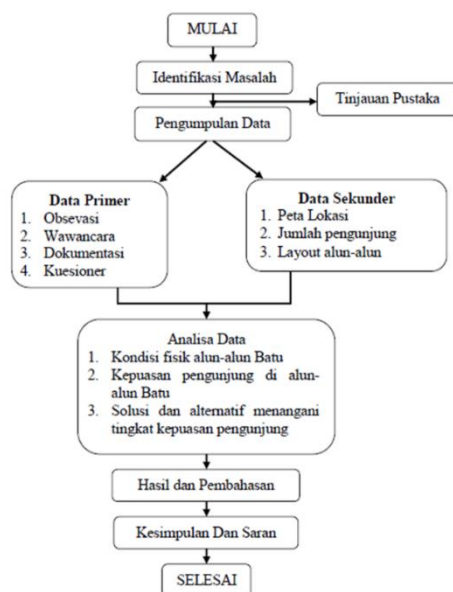 MULAI
Identifikasi Masalah
Tinjauan Pustaka
Pengumpulan Data
Data Primer
1. Obsevasi
2. Wawancara
3. Dokumentasi
4. Kuesioner
Data Sekunder
1. Peta Lokasi
2. Jumlah pengunjung
3. Layout alun-alun
Analisa Data
1. Kondisi fisik alun-alun Batu
2. Kepuasan pengunjung di alun-
alun Batu
3. Solusi dan alternatif menangani
tingkat kepuasan pengunjung
Hasil dan Pembahasan
Kesimpulan Dan Saran
SELESAI